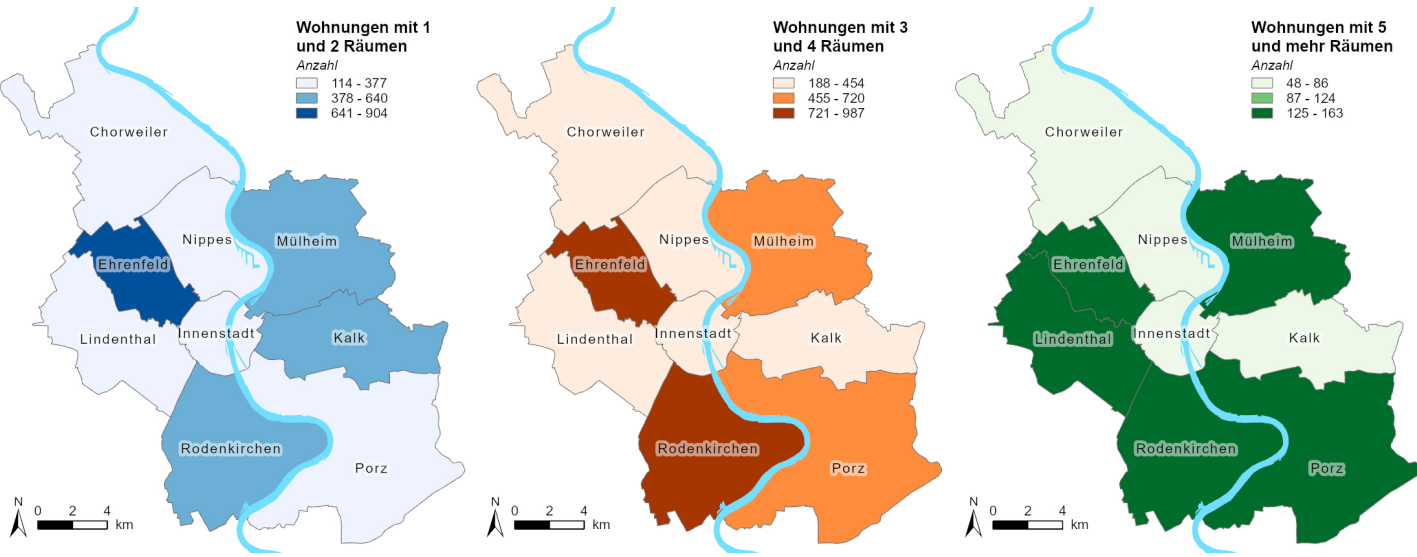 Wohnungen mit 1
und 2 Räumen
Anzahl
114 - 377
378 - 640
641 - 904
Chorweiler
Nippes
Mülheim
Ehrenfeld
Lindenthal
Innenstadt
Kalk
Rodenkirchen
Porz
N
0 2 4
km
Wohnungen mit 3
und 4 Räumen
Anzahl
188 - 454
455 - 720
721 - 987
Chorweiler
Nippes
Mülheim
Ehrenfeld
Lindenthal
Innenstadt
Kalk
Rodenkirchen
Porz
N
0 2 4
km
Wohnungen mit 5
und mehr Räumen
Anzahl
48 - 86
87 - 124
125 - 163
Chorweiler
Nippes
Mülheim
Ehrenfeld
Lindenthal
Innenstadt
Kalk
Rodenkirchen
Porz
N
0 2 4
km